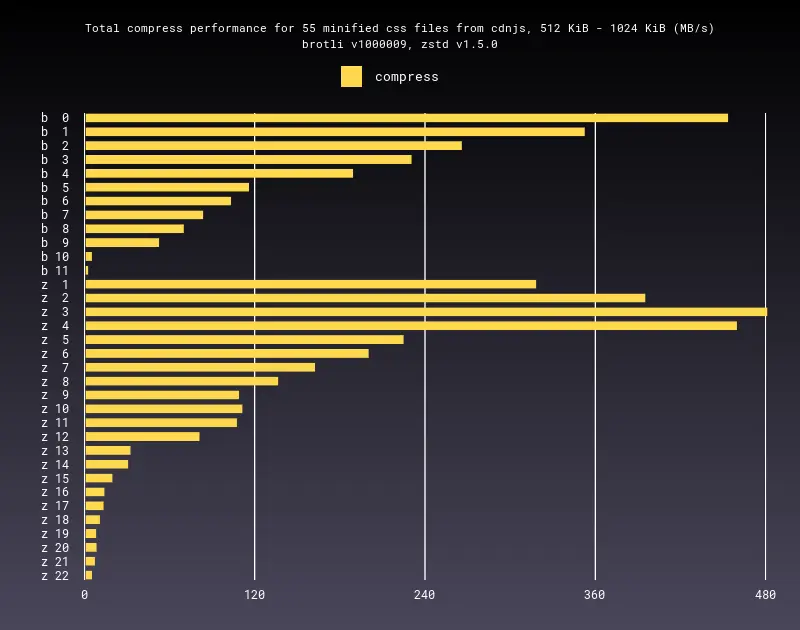 Total compress performance for 55 minified css files from cdnjs, 512 KiB - 1024 KiB (MB/s)
brotli v1000009, zstd v1.5.0
compress
b 0
b 1
b 2
b 3
b 4
b 5
b 6
b 7
b 8
b 9
b 10
b 11
z 1
z 2
z 3
z 4
z 5
z 6
z 7
z 8
z 9
z 10
z 11
z 12
z 13
z 14
z 15
z 16
z 17
z 18
z 19
z 20
z 21
z 22
0 120 240 360 480